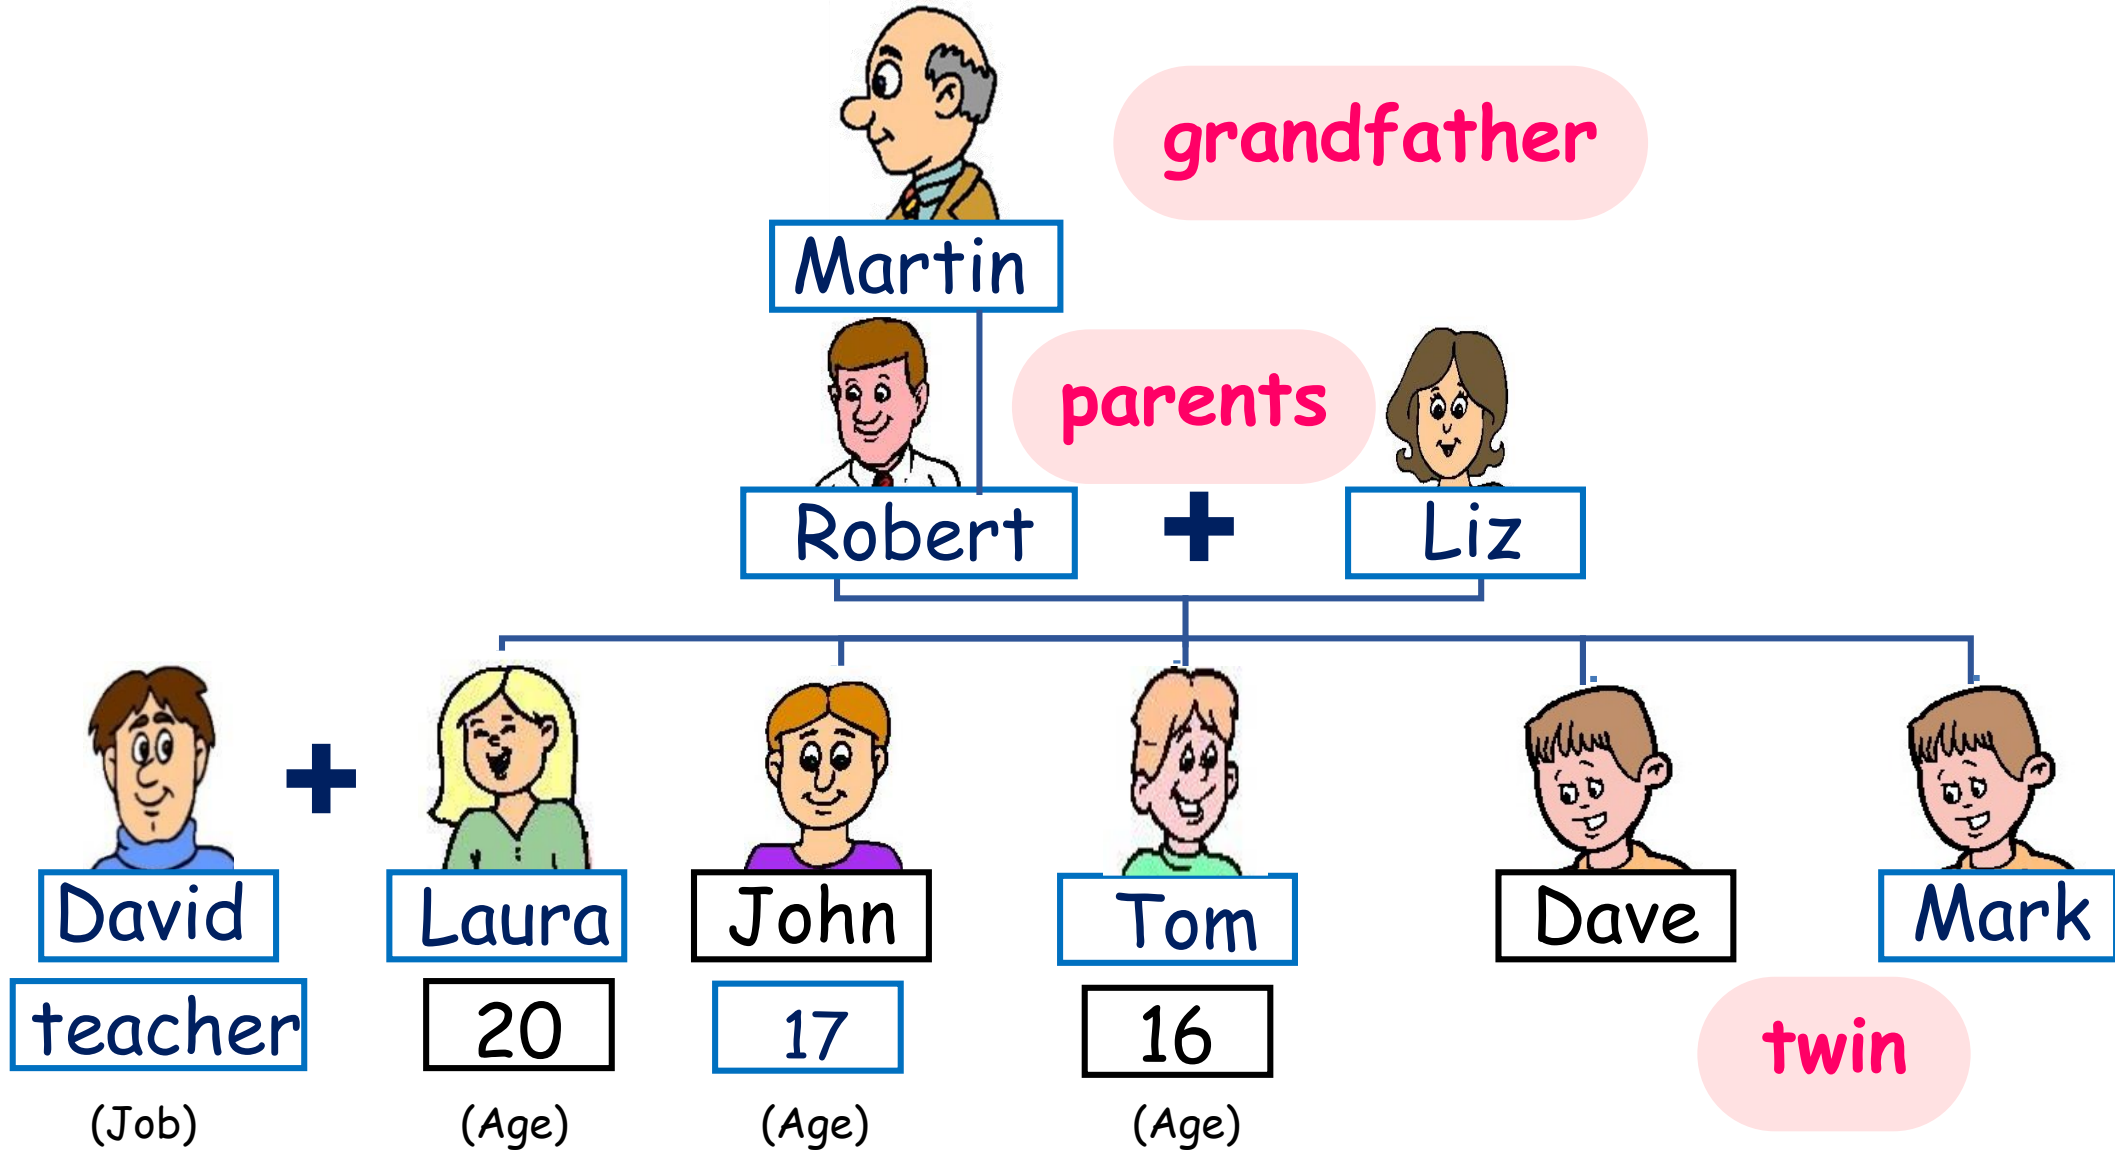 grandfather
Martin
parents
Robert
Liz
David
Laura
John
Tom
Dave
Mark
teacher
20
17
16
twin
(Job)
(Age)
(Age)
(Age)